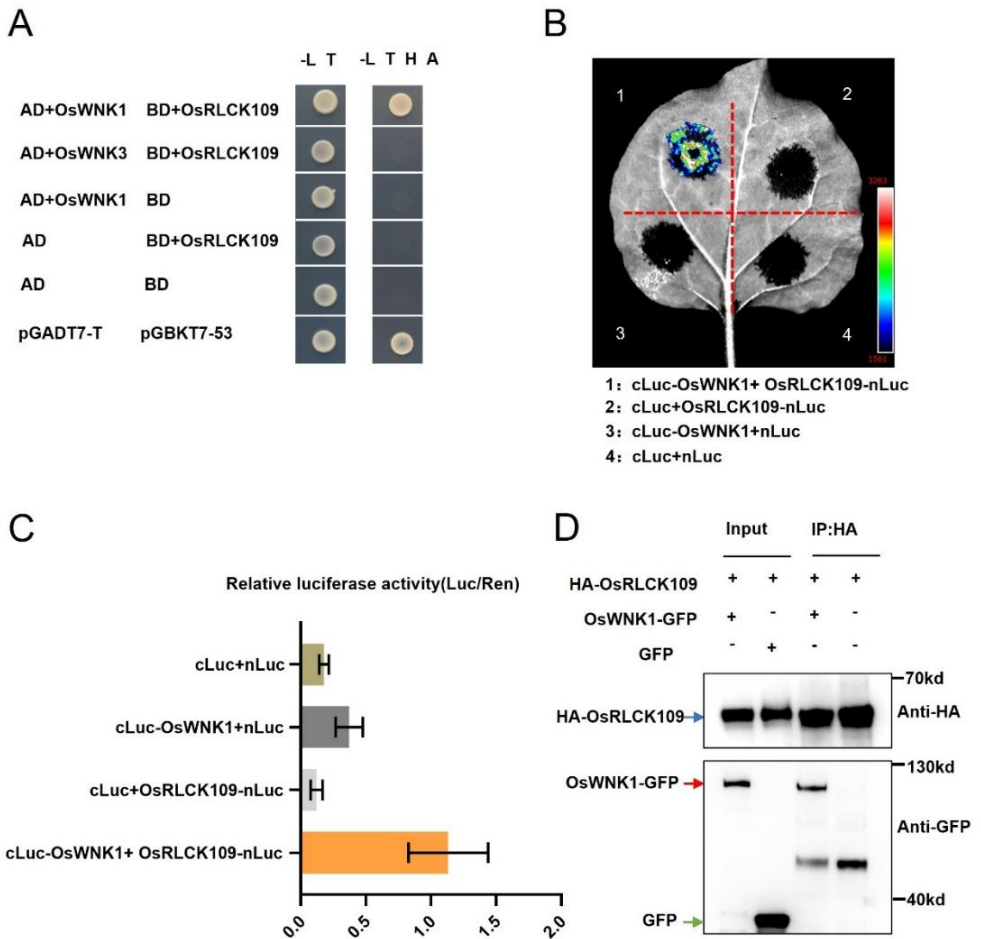 A
-L T -L T H A
AD+OsWNK1 BD+OsRLCK109
AD+OsWNK3 BD+OsRLCK109
AD+OsWNK1 BD
AD BD+OsRLCK109
AD BD
pGADT7-T pGBKT7-53
B
1 2
3 4
3363
1561
1: cLuc-OsWNK1+ OsRLCK109-nLuc
2: cLuc+OsRLCK109-nLuc
3: cLuc-OsWNK1+nLuc
4: cLuc+nLuc
C
Relative luciferase activity(Luc/Ren)
cLuc+nLuc
cLuc-OsWNK1+nLuc
cLuc+OsRLCK109-nLuc
cLuc-OsWNK1+ OsRLCK109-nLuc
0.0 0.5 1.0 1.5 2.0
D
Input IP:HA
HA-OsRLCK109 + + + +
OsWNK1-GFP + - + -
GFP - + - -
70kd
HA-OsRLCK109 Anti-HA
130kd
OsWNK1-GFP
Anti-GFP
40kd
GFP